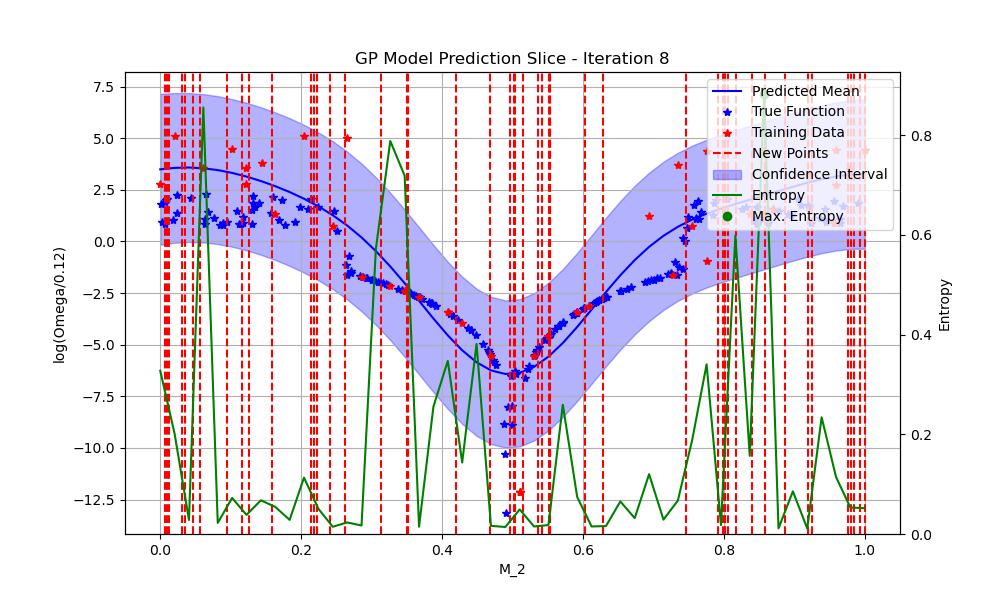 GP Model Prediction Slice - Iteration 8
7.5
5.0
2.5
0.0
−2.5
−5.0
−7.5
−10.0
−12.5
log(Omega/0.12)
0.0
0.2
0.4
0.6
0.8
1.0
M_2
0.8
0.6
0.4
0.2
0.0
Entropy
Predicted Mean
True Function
Training Data
New Points
Confidence Interval
Entropy
Max. Entropy